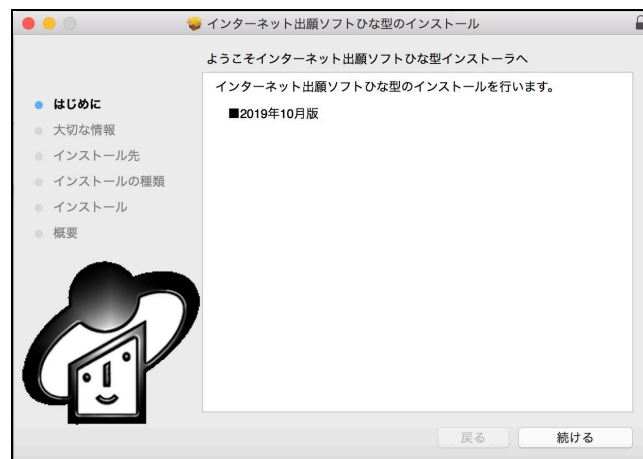 インターネット出願ソフトひな型のインストール
ようこそインターネット出願ソフトひな型インストーラへ
はじめに
大切な情報
インストール先
インストールの種類
インストール
概要
インターネット出願ソフトひな型のインストールを行います。
■2019年10月版
戻る
続ける